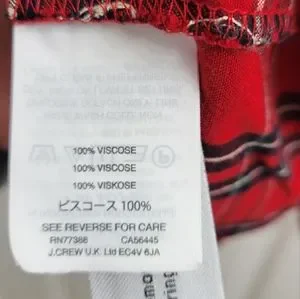 100% VISCOSE
100% VISCOSE
100% VISKOSE
ビスコース 100%
SEE REVERSE FOR CARE
RN77388 CA56445
J.CREW U.K. Ltd EC4V 6JA